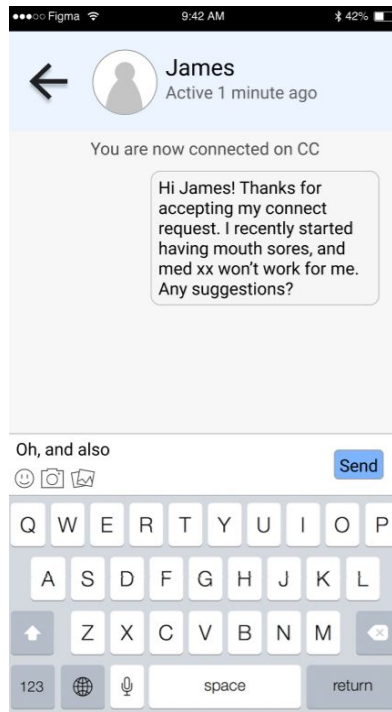 Figma 9:42 AM 42%
James
Active 1 minute ago
You are now connected on CC
Hi James! Thanks for
accepting my connect
request. I recently started
having mouth sores, and
med xx won't work for me.
Any suggestions?
Oh, and also
Send
Q W E R T Y U I O P
A S D F G H J K L
Z X C V B N M
123 space return